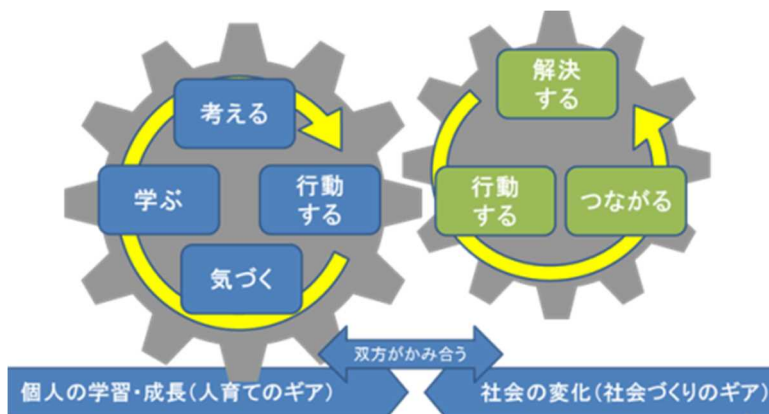 考える
学ぶ
行動
する
気づく
解決
する
行動
する
つながる
双方がかみ合う
個人の学習・成長(人育てのギア)
社会の変化(社会づくりのギア)